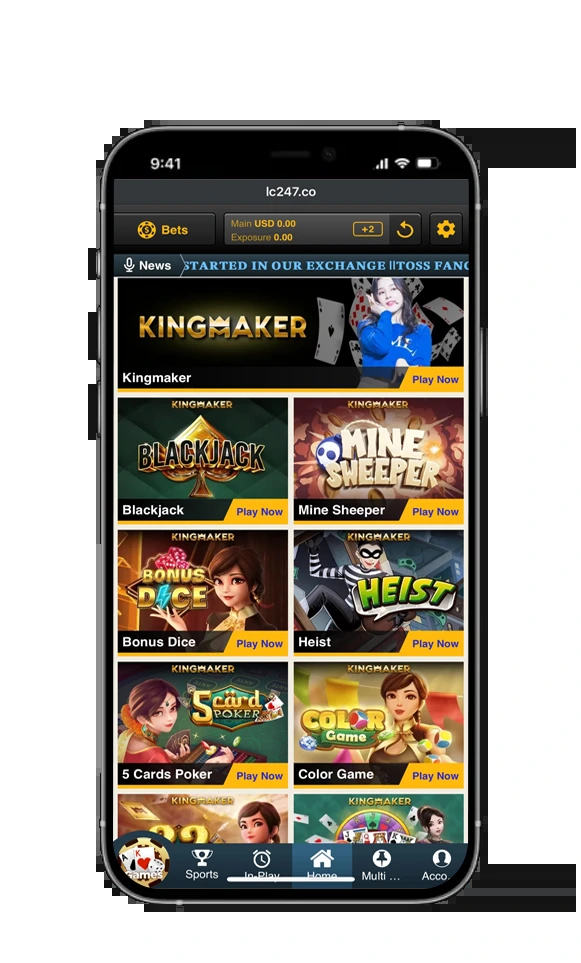 9:41
lc247.co
Bets
Main USD 0.00
Exposure 0.00
+2
News
STARTED IN OUR EXCHANGE ||TOSS FANC
KINGMAKER
Kingmaker
Play Now
KINGMAKER
BLACKJACK
Blackjack
Play Now
KINGMAKER
MINE
SWEEPER
Mine Sheeper
Play Now
KINGMAKER
BONUS
DICE
Bonus Dice
Play Now
KINGMAKER
HEIST
Heist
Play Now
KINGMAKER
5 card
POKER
5 Cards Poker
Play Now
KINGMAKER
COLOR
Game
Color Game
Play Now
KINGMAKER
KINGMAKER
A K
Games
Sports
In-Play
Home
Multi ...
Acco.